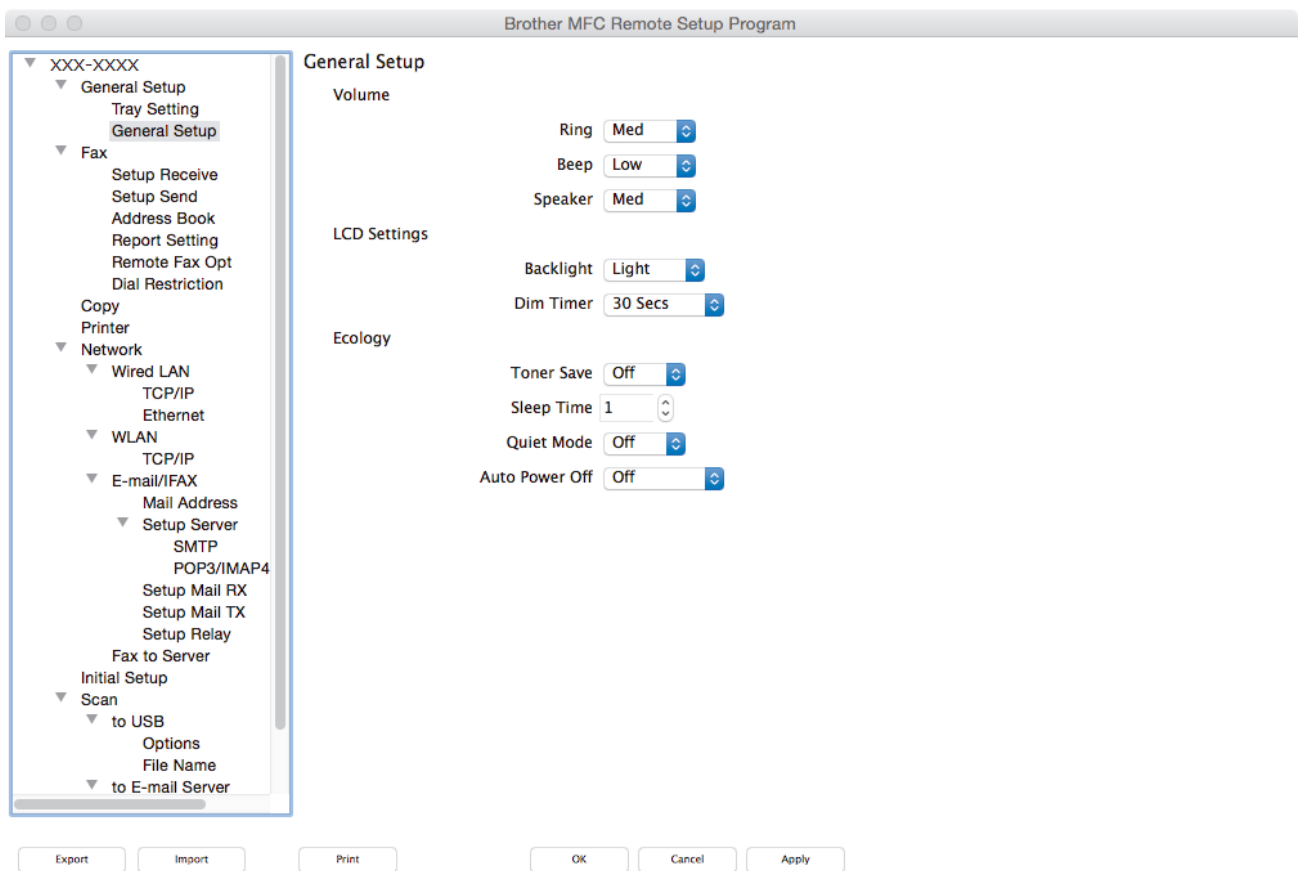 Brother MFC Remote Setup Program
XXX-XXXX
General Setup
Tray Setting
General Setup
Fax
Setup Receive
Setup Send
Address Book
Report Setting
Remote Fax Opt
Dial Restriction
Copy
Printer
Network
Wired LAN
TCP/IP
Ethernet
WLAN
TCP/IP
E-mail/IFAX
Mail Address
Setup Server
SMTP
POP3/IMAP4
Setup Mail RX
Setup Mail TX
Setup Relay
Fax to Server
Initial Setup
Scan
to USB
Options
File Name
to E-mail Server
General Setup
Volume
Ring Med
Beep Low
Speaker Med
LCD Settings
Backlight Light
Dim Timer 30 Secs
Ecology
Toner Save Off
Sleep Time 1
Quiet Mode Off
Auto Power Off Off
Export Import Print OK Cancel Apply